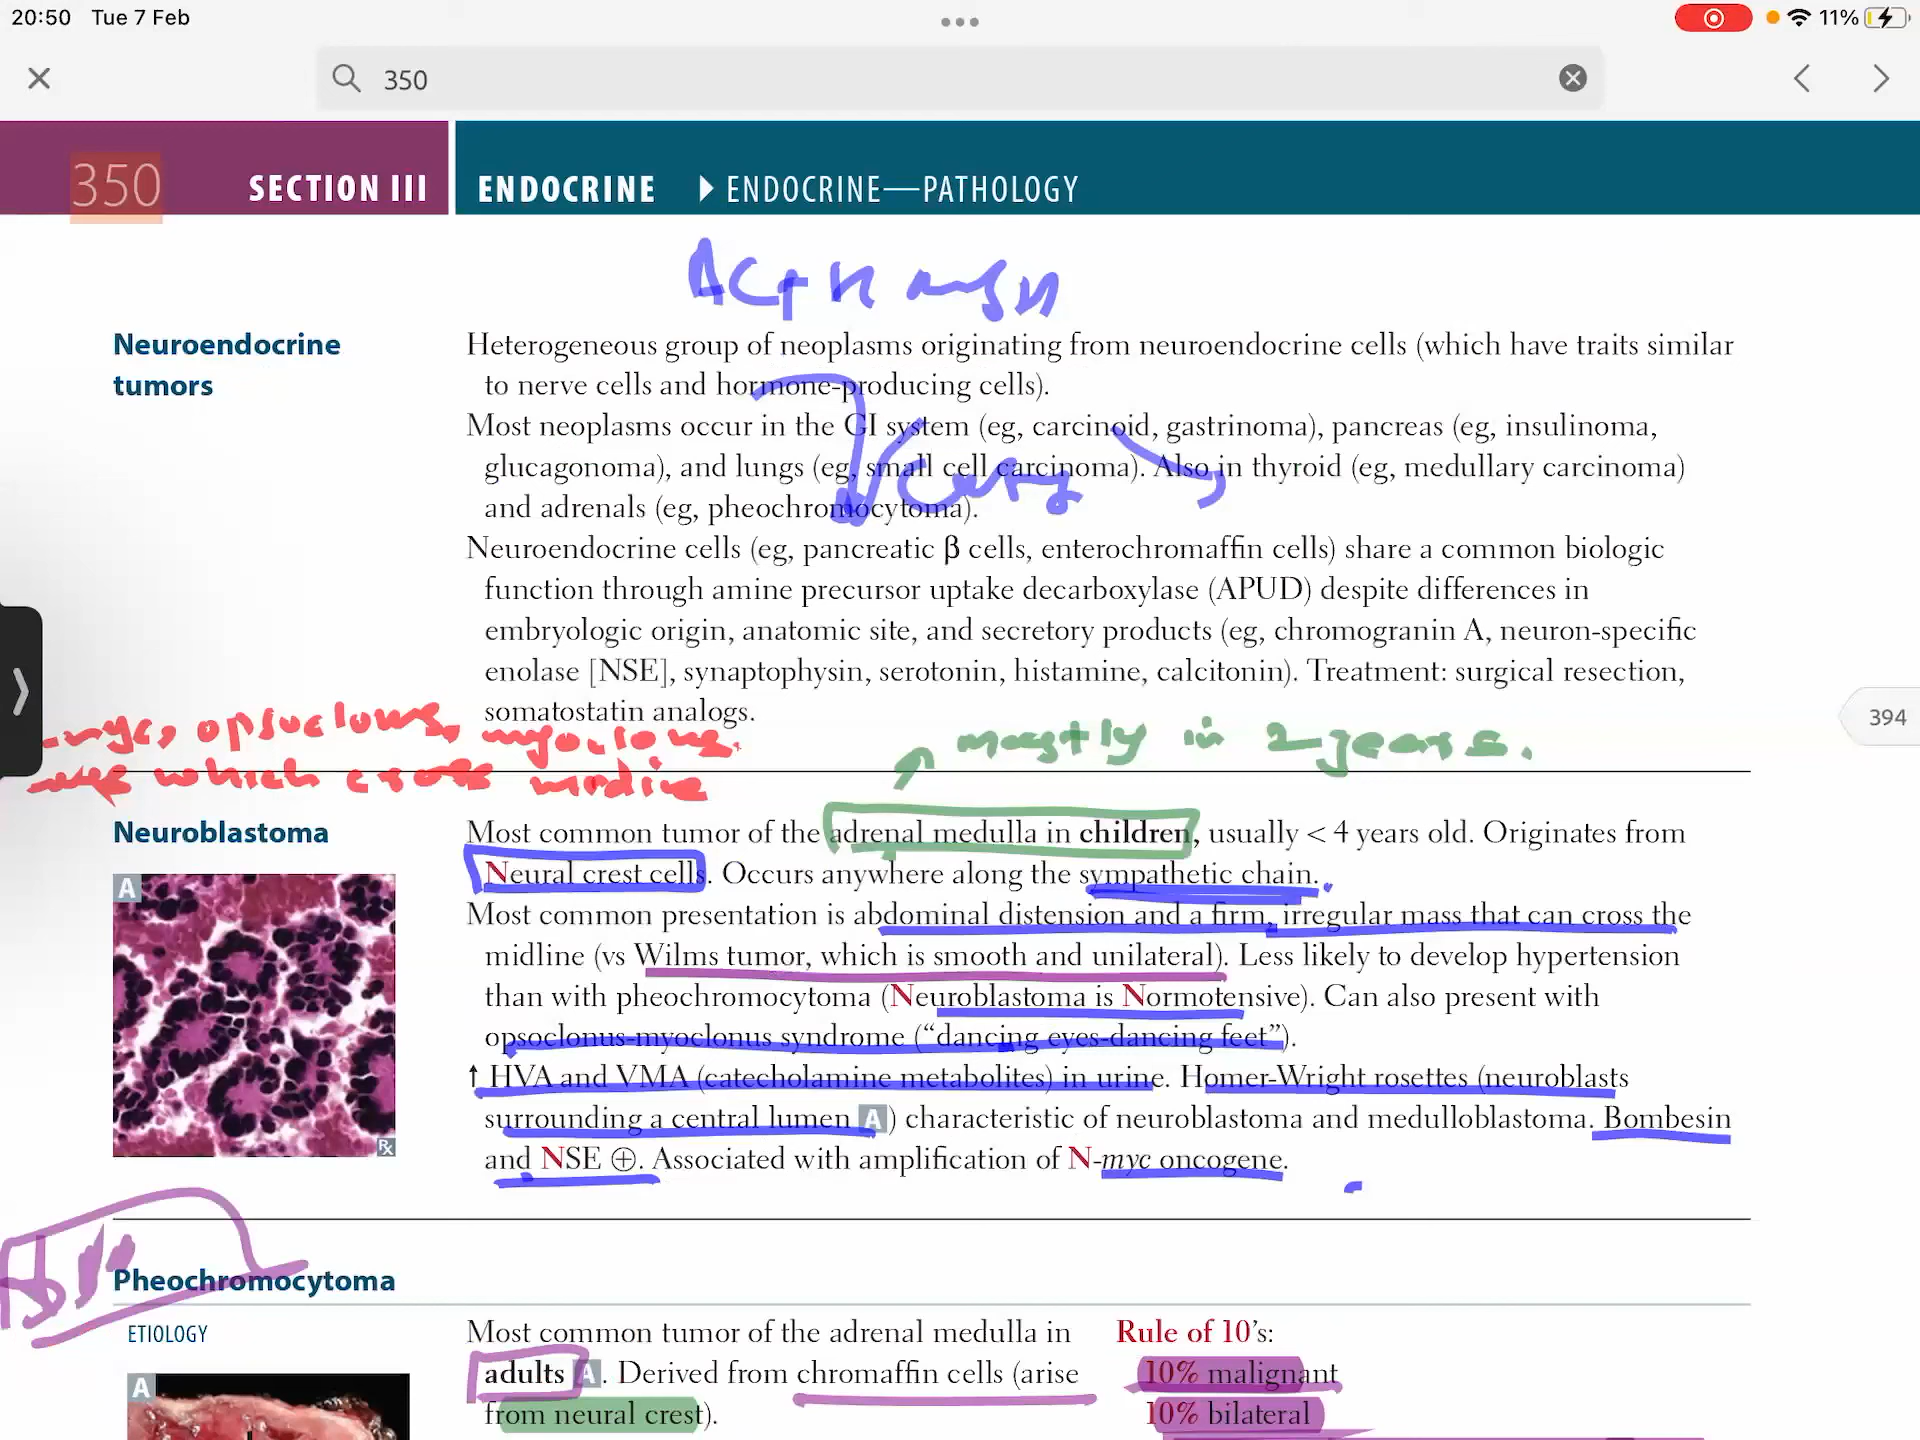 20:50 Tue 7 Feb
11%
350
350 SECTION III ENDOCRINE ▶ ENDOCRINE—PATHOLOGY
Neuroendocrine
tumors
Heterogeneous group of neoplasms originating from neuroendocrine cells (which have traits similar
to nerve cells and hormone-producing cells).
Most neoplasms occur in the GI system (eg, carcinoid, gastrinoma), pancreas (eg, insulinoma,
glucagonoma), and lungs (eg, small cell carcinoma). Also in thyroid (eg, medullary carcinoma)
and adrenals (eg, pheochromocytoma).
Neuroendocrine cells (eg, pancreatic β cells, enterochromaffin cells) share a common biologic
function through amine precursor uptake decarboxylase (APUD) despite differences in
embryologic origin, anatomic site, and secretory products (eg, chromogranin A, neuron-specific
enolase [NSE], synaptophysin, serotonin, histamine, calcitonin). Treatment: surgical resection,
somatostatin analogs.
394
mostly in 2 years.
which cross
Neuroblastoma
A
Most common tumor of the adrenal medulla in children, usually < 4 years old. Originates from
Neural crest cells. Occurs anywhere along the sympathetic chain.
Most common presentation is abdominal distension and a firm, irregular mass that can cross the
midline (vs Wilms tumor, which is smooth and unilateral). Less likely to develop hypertension
than with pheochromocytoma (Neuroblastoma is Normotensive). Can also present with
opsoclonus-myoclonus syndrome (“dancing eyes-dancing feet”).
↑ HVA and VMA (catecholamine metabolites) in urine. Homer-Wright rosettes (neuroblasts
surrounding a central lumen A) characteristic of neuroblastoma and medulloblastoma. Bombesin
and NSE ⊕. Associated with amplification of N-myc oncogene.
Pheochromocytoma
ETIOLOGY
A
Most common tumor of the adrenal medulla in
adults A. Derived from chromaffin cells (arise
from neural crest).
Rule of 10’s:
10% malignant
10% bilateral